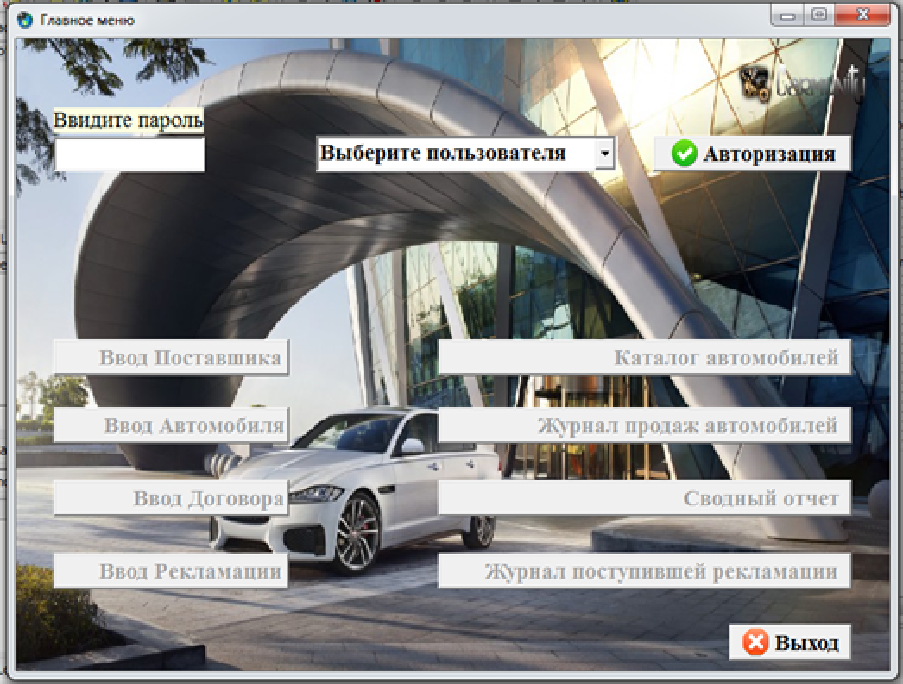 Главное меню
Ввидите пароль
Выберите пользователя
Авторизация
Ввод Поставшика
Каталог автомобилей
Ввод Автомобиля
Журнал продаж автомобилей
Ввод Договора
Сводный отчет
Ввод Рекламации
Журнал поступившей рекламации
Выход